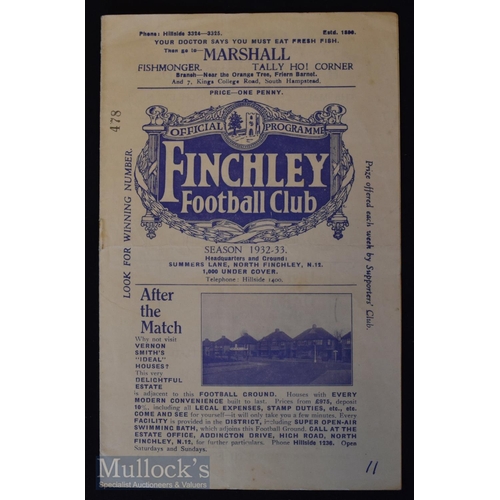 Phone: Hillside 3254—3325. Estd. 1896.
YOUR DOCTOR SAYS YOU MUST EAT FRESH FISH.
Then go to—
MARSHALL
FISHMONGER. TALLY HO! CORNER
Branch—Near the Orange Tree, Friern Barnet.
And 7, Kings College Road, South Hampstead.
PRICE—ONE PENNY.
478
LOOK FOR WINNING NUMBER.
OFFICIAL PROGRAMME
FINCHLEY
Football Club
Prize offered each week by Supporters' Club.
SEASON 1932-33.
Headquarters and Ground:
SUMMERS LANE, NORTH FINCHLEY, N.12.
1,000 UNDER COVER.
Telephone: Hillside 1400.
After
the
Match
Why not visit
VERNON
SMITH'S
"IDEAL"
HOUSES?
This very
DELIGHTFUL
ESTATE
is adjacent to this FOOTBALL GROUND. Houses with EVERY
MODERN CONVENIENCE built to last. Prices from £975, deposit
10%, including all LEGAL EXPENSES, STAMP DUTIES, etc., etc.
COME AND SEE for yourself—it will only take you a few minutes. Every
FACILITY is provided in the DISTRICT, including SUPER OPEN-AIR
SWIMMING BATH, which adjoins this Football Ground. CALL AT THE
ESTATE OFFICE, ADDINGTON DRIVE, HIGH ROAD, NORTH
FINCHLEY, N.12, for further particulars. Phone Hillside 1536. Open
Saturdays and Sundays.
11
Mullock's
Specialist Auctioneers & Valuers